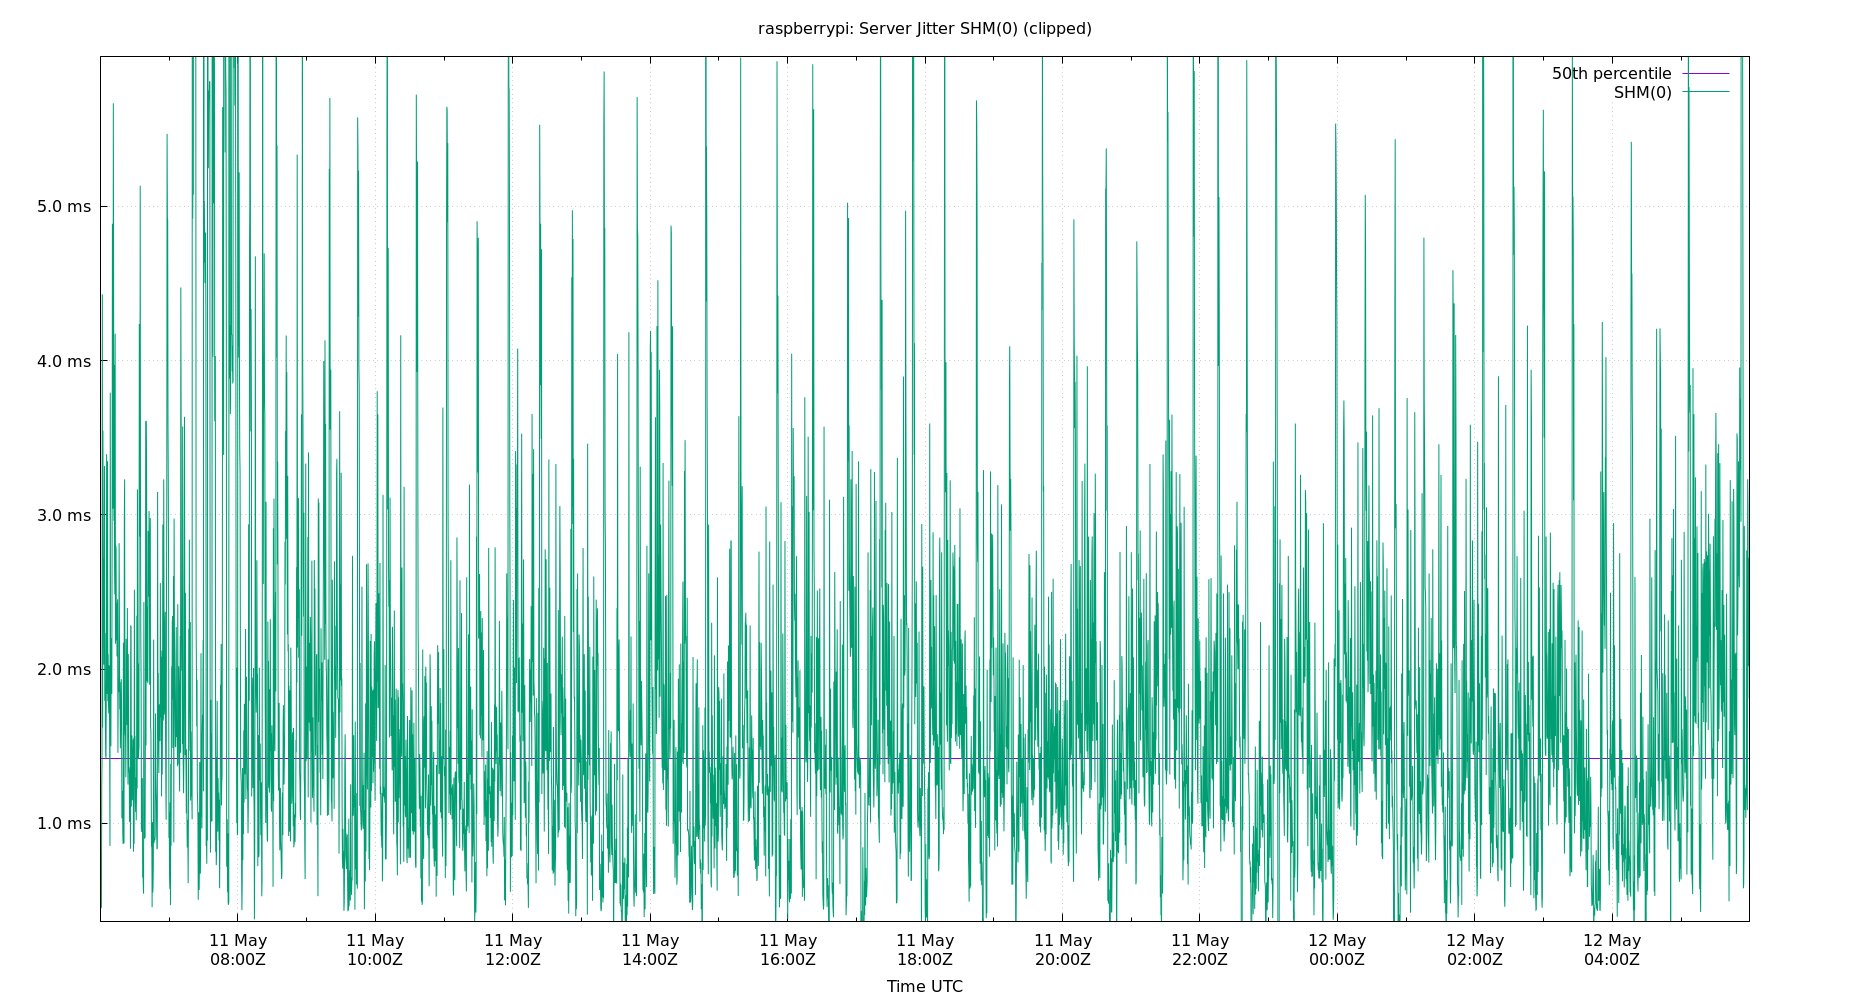 raspberrypi: Server Jitter SHM(0) (clipped)
50th percentile
SHM(0)
5.0 ms
4.0 ms
3.0 ms
2.0 ms
1.0 ms
11 May 11 May 11 May 11 May 11 May 11 May 11 May 11 May 12 May 12 May 12 May
08:00Z 10:00Z 12:00Z 14:00Z 16:00Z 18:00Z 20:00Z 22:00Z 00:00Z 02:00Z 04:00Z
Time UTC